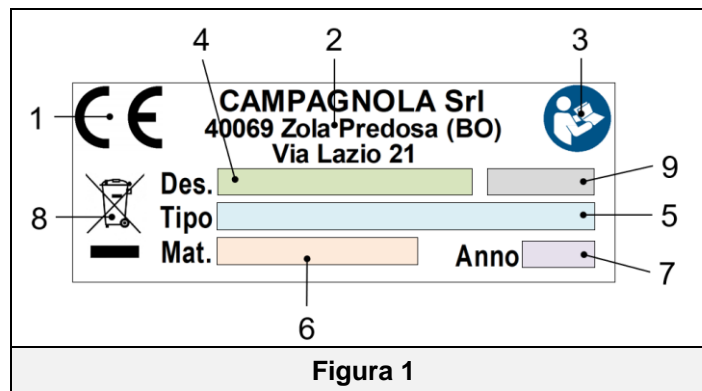 4 2 3
CE CAMPAGNOLA Srl
1 40069 Zola Predosa (BO)
Via Lazio 21
Des. 9
8 Tipo 5
Mat. Anno 7
6
Figura 1